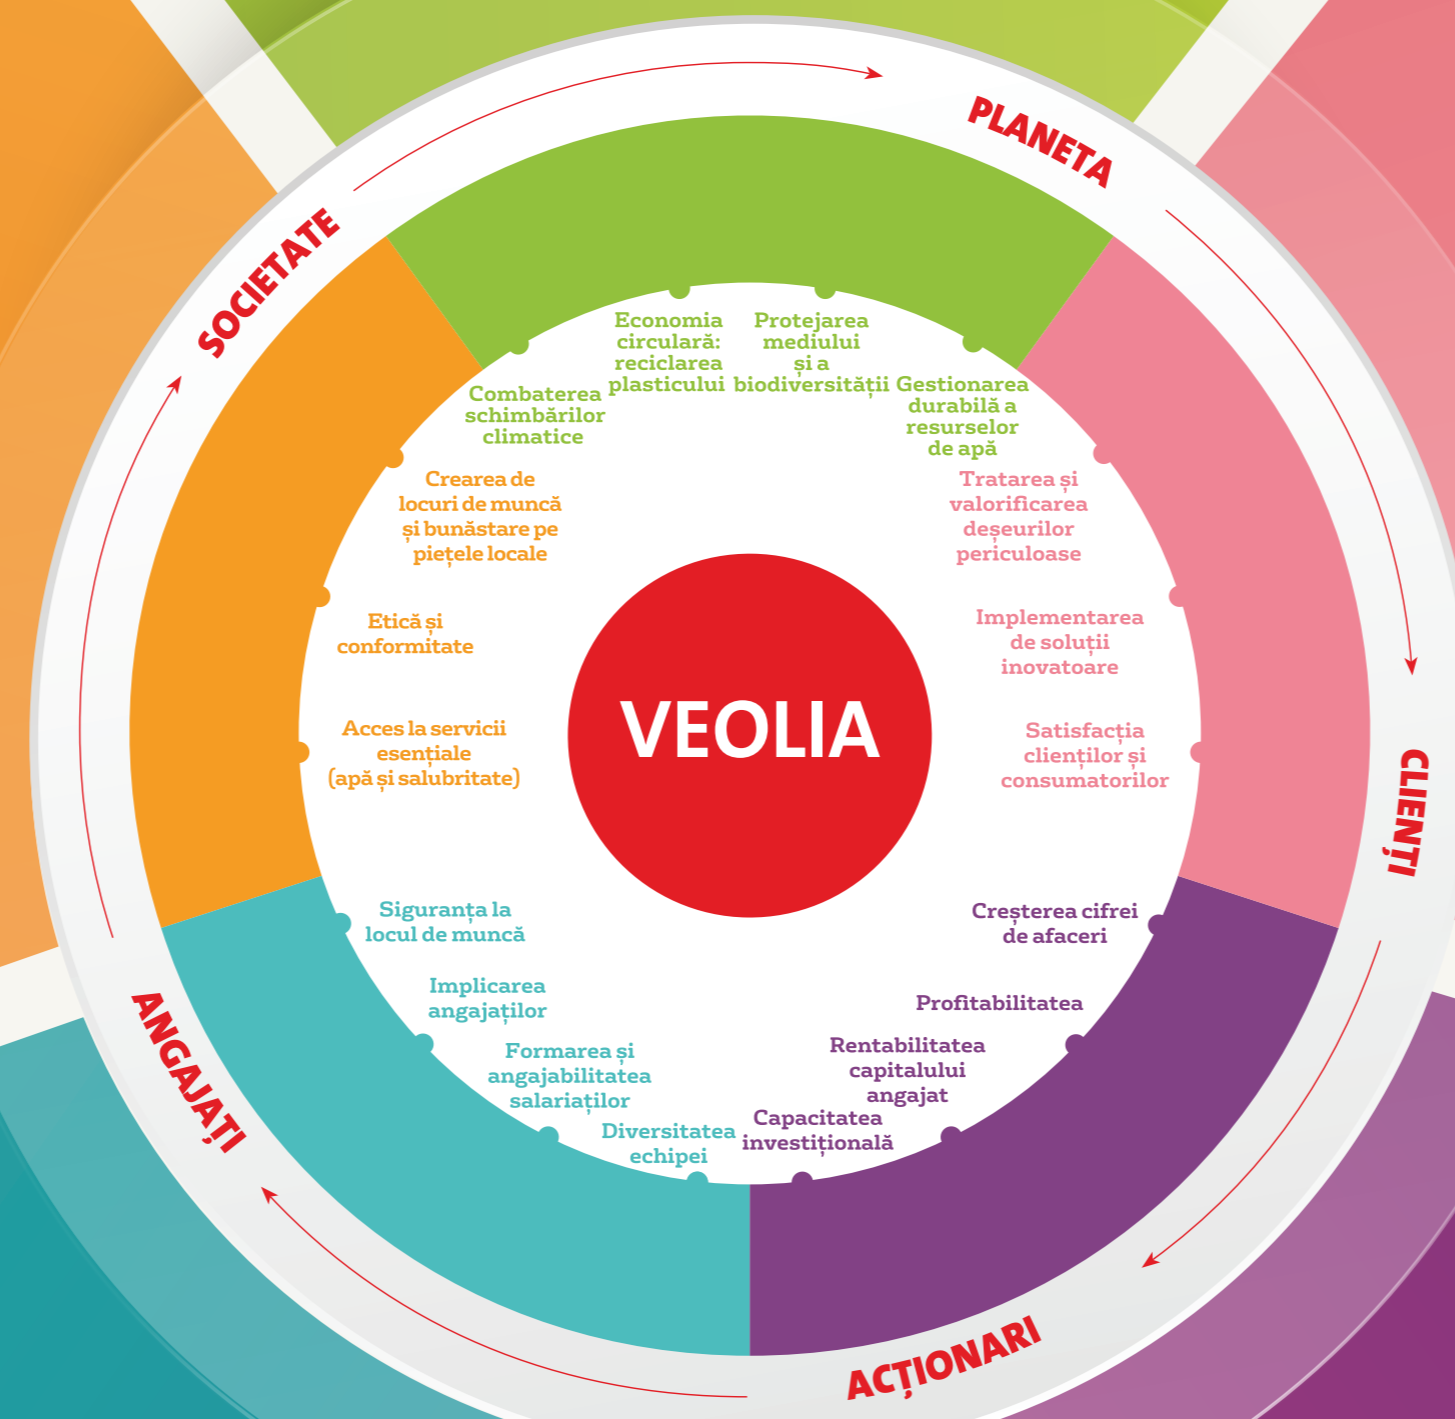 PLANETA
SOCIETATE
CLIENȚI
ACȚIONARI
ANGAJAȚI
Economia
circulară:
reciclarea
plasticului
Protejarea
mediului
și a
biodiversității
Combaterea
schimbărilor
climatice
Gestionarea
durabilă a
resurselor
de apă
Crearea de
locuri de muncă
și bunăstare pe
piețele locale
Tratarea și
valorificarea
deșeurilor
periculoase
Etică și
conformitate
Implementarea
de soluții
inovatoare
Acces la servicii
esențiale
(apă și salubritate)
VEOLIA
Satisfacția
clienților și
consumatorilor
Siguranța la
locul de muncă
Creșterea cifrei
de afaceri
Implicarea
angajaților
Profitabilitatea
Formarea și
angajabilitatea
salariaților
Rentabilitatea
capitalului
angajat
Diversitatea
echipei
Capacitatea
investițională